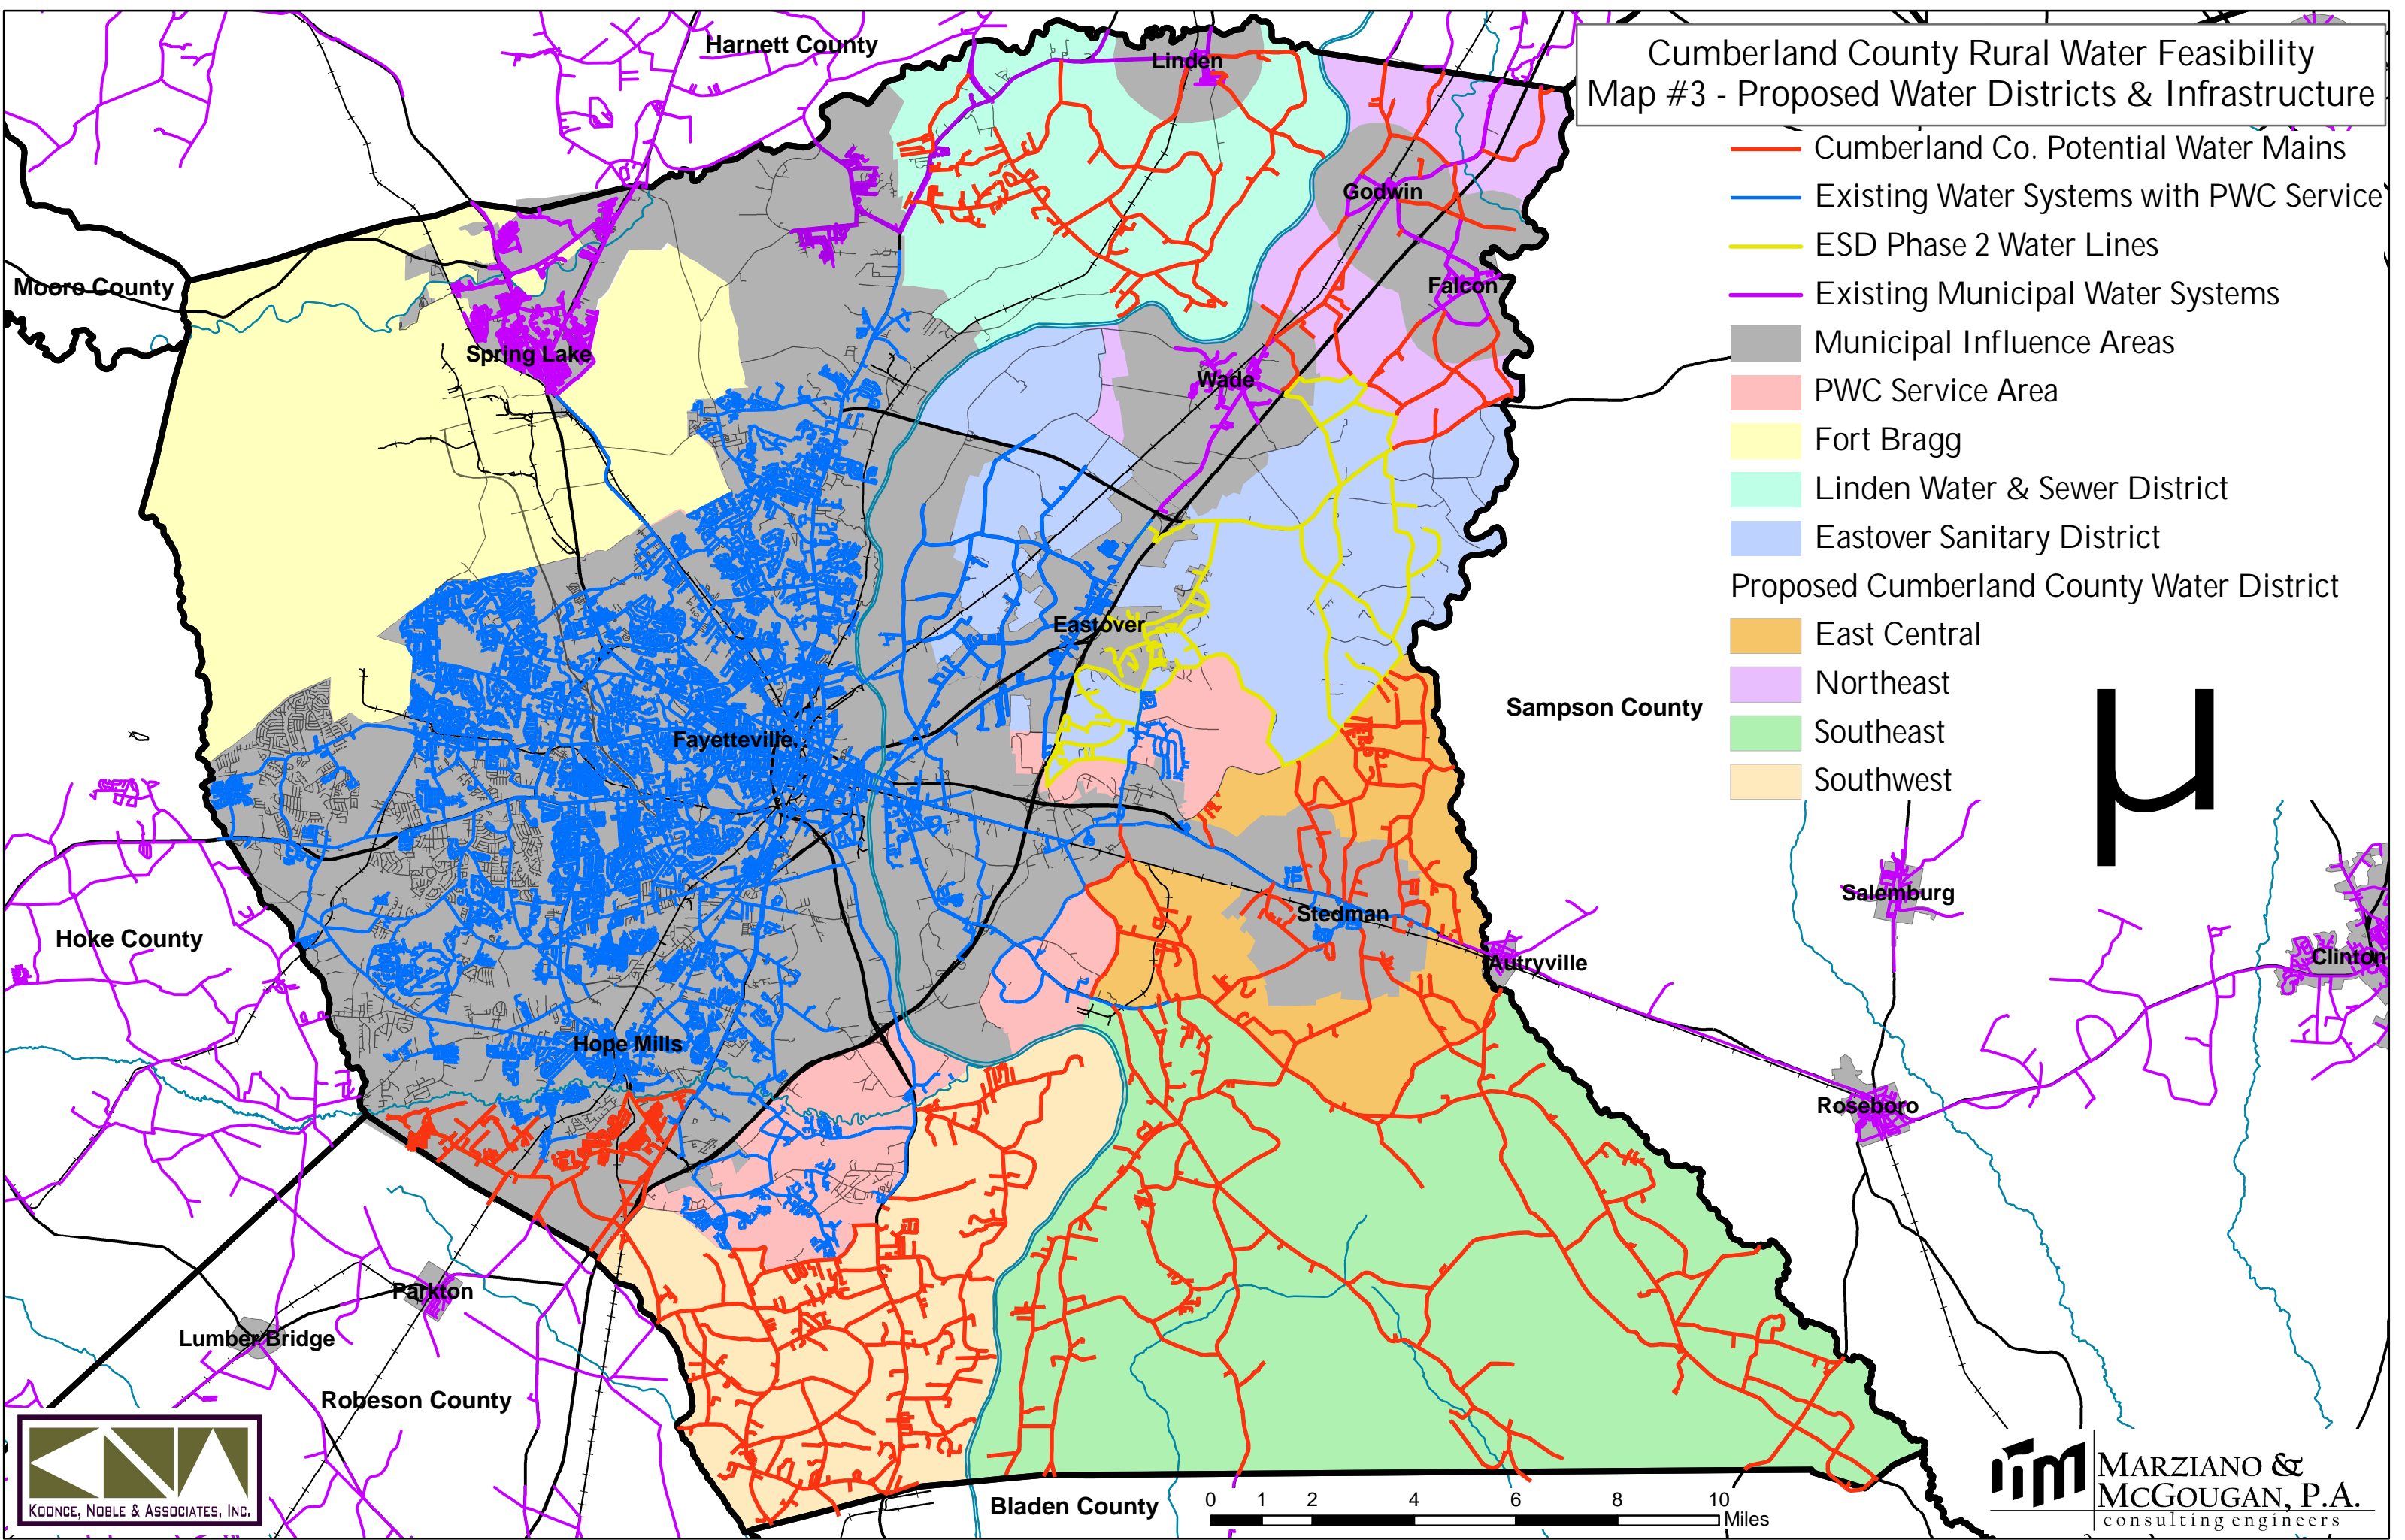 Cumberland County Rural Water Feasibility
Map #3 - Proposed Water Districts & Infrastructure
Cumberland Co. Potential Water Mains
Existing Water Systems with PWC Service
ESD Phase 2 Water Lines
Existing Municipal Water Systems
Municipal Influence Areas
PWC Service Area
Fort Bragg
Linden Water & Sewer District
Eastover Sanitary District
Proposed Cumberland County Water District
East Central
Northeast
Southeast
Southwest
µ
Harnett County
Linden
Godwin
Moore County
Falcon
Spring Lake
Wade
Eastover
Sampson County
Fayetteville
Salemburg
Stedman
Hoke County
Clinton
Autryville
Hope Mills
Roseboro
Parkton
Lumber Bridge
Robeson County
Bladen County
0 1 2 4 6 8 10
Miles
KNA
KOONCE, NOBLE & ASSOCIATES, INC.
MARZIANO &
MCGOUGAN, P.A.
consulting engineers